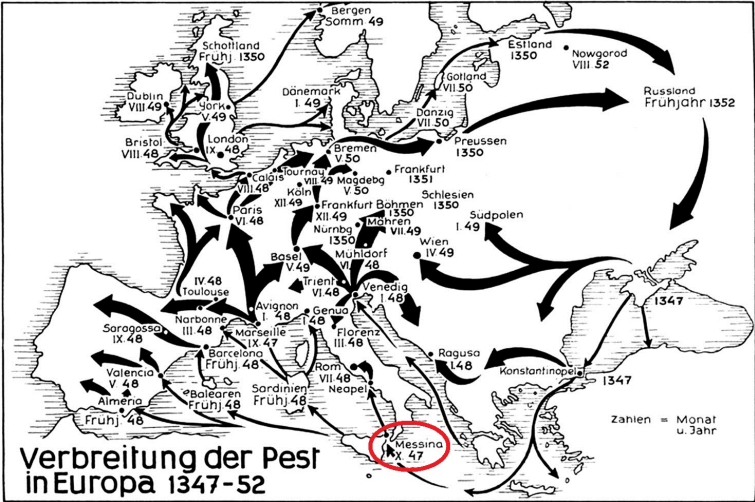 Bergen
Somm 49
Schottland
Frühj. 1350
Estland
1350
Nowgorod
VIII. 52
Gotland
VII. 50
Dublin
VIII 49
York
V. 49
Dänemark
I. 49
Russland
Frühjahr 1352
Danzig
VII. 50
Bristol
VIII. 48
London
IX. 48
Bremen
V. 50
Preussen
1350
Calais
VIII. 48
Tournay
VIII. 49
Magdebg
V. 50
Frankfurt
1351
Köln
XII. 49
Schlesien
1350
Paris
VI. 48
Frankfurt
XII. 49
Böhmen
1350
Mähren
VII. 49
Südpolen
I. 49
Nürnbg
1350
Wien
IV. 49
Basel
V. 49
Mühldorf
VI. 48
Trient
VI. 48
Venedig
I. 48
IV. 48
Toulouse
Avignon
I. 48
Genua
I. 48
1347
Narbonne
III. 48
Marseille
IX. 47
Florenz
III. 48
Saragossa
IX. 48
Barcelona
Frühj. 48
Ragusa
I. 48
Rom
VII. 48
Neapel
Konstantinopel
1347
Valencia
V. 48
Sardinien
Frühj. 48
Balearen
Frühj. 48
Almeria
Frühj. 48
Messina
X. 47
Zahlen = Monat
u. Jahr
Verbreitung der Pest
in Europa 1347-52